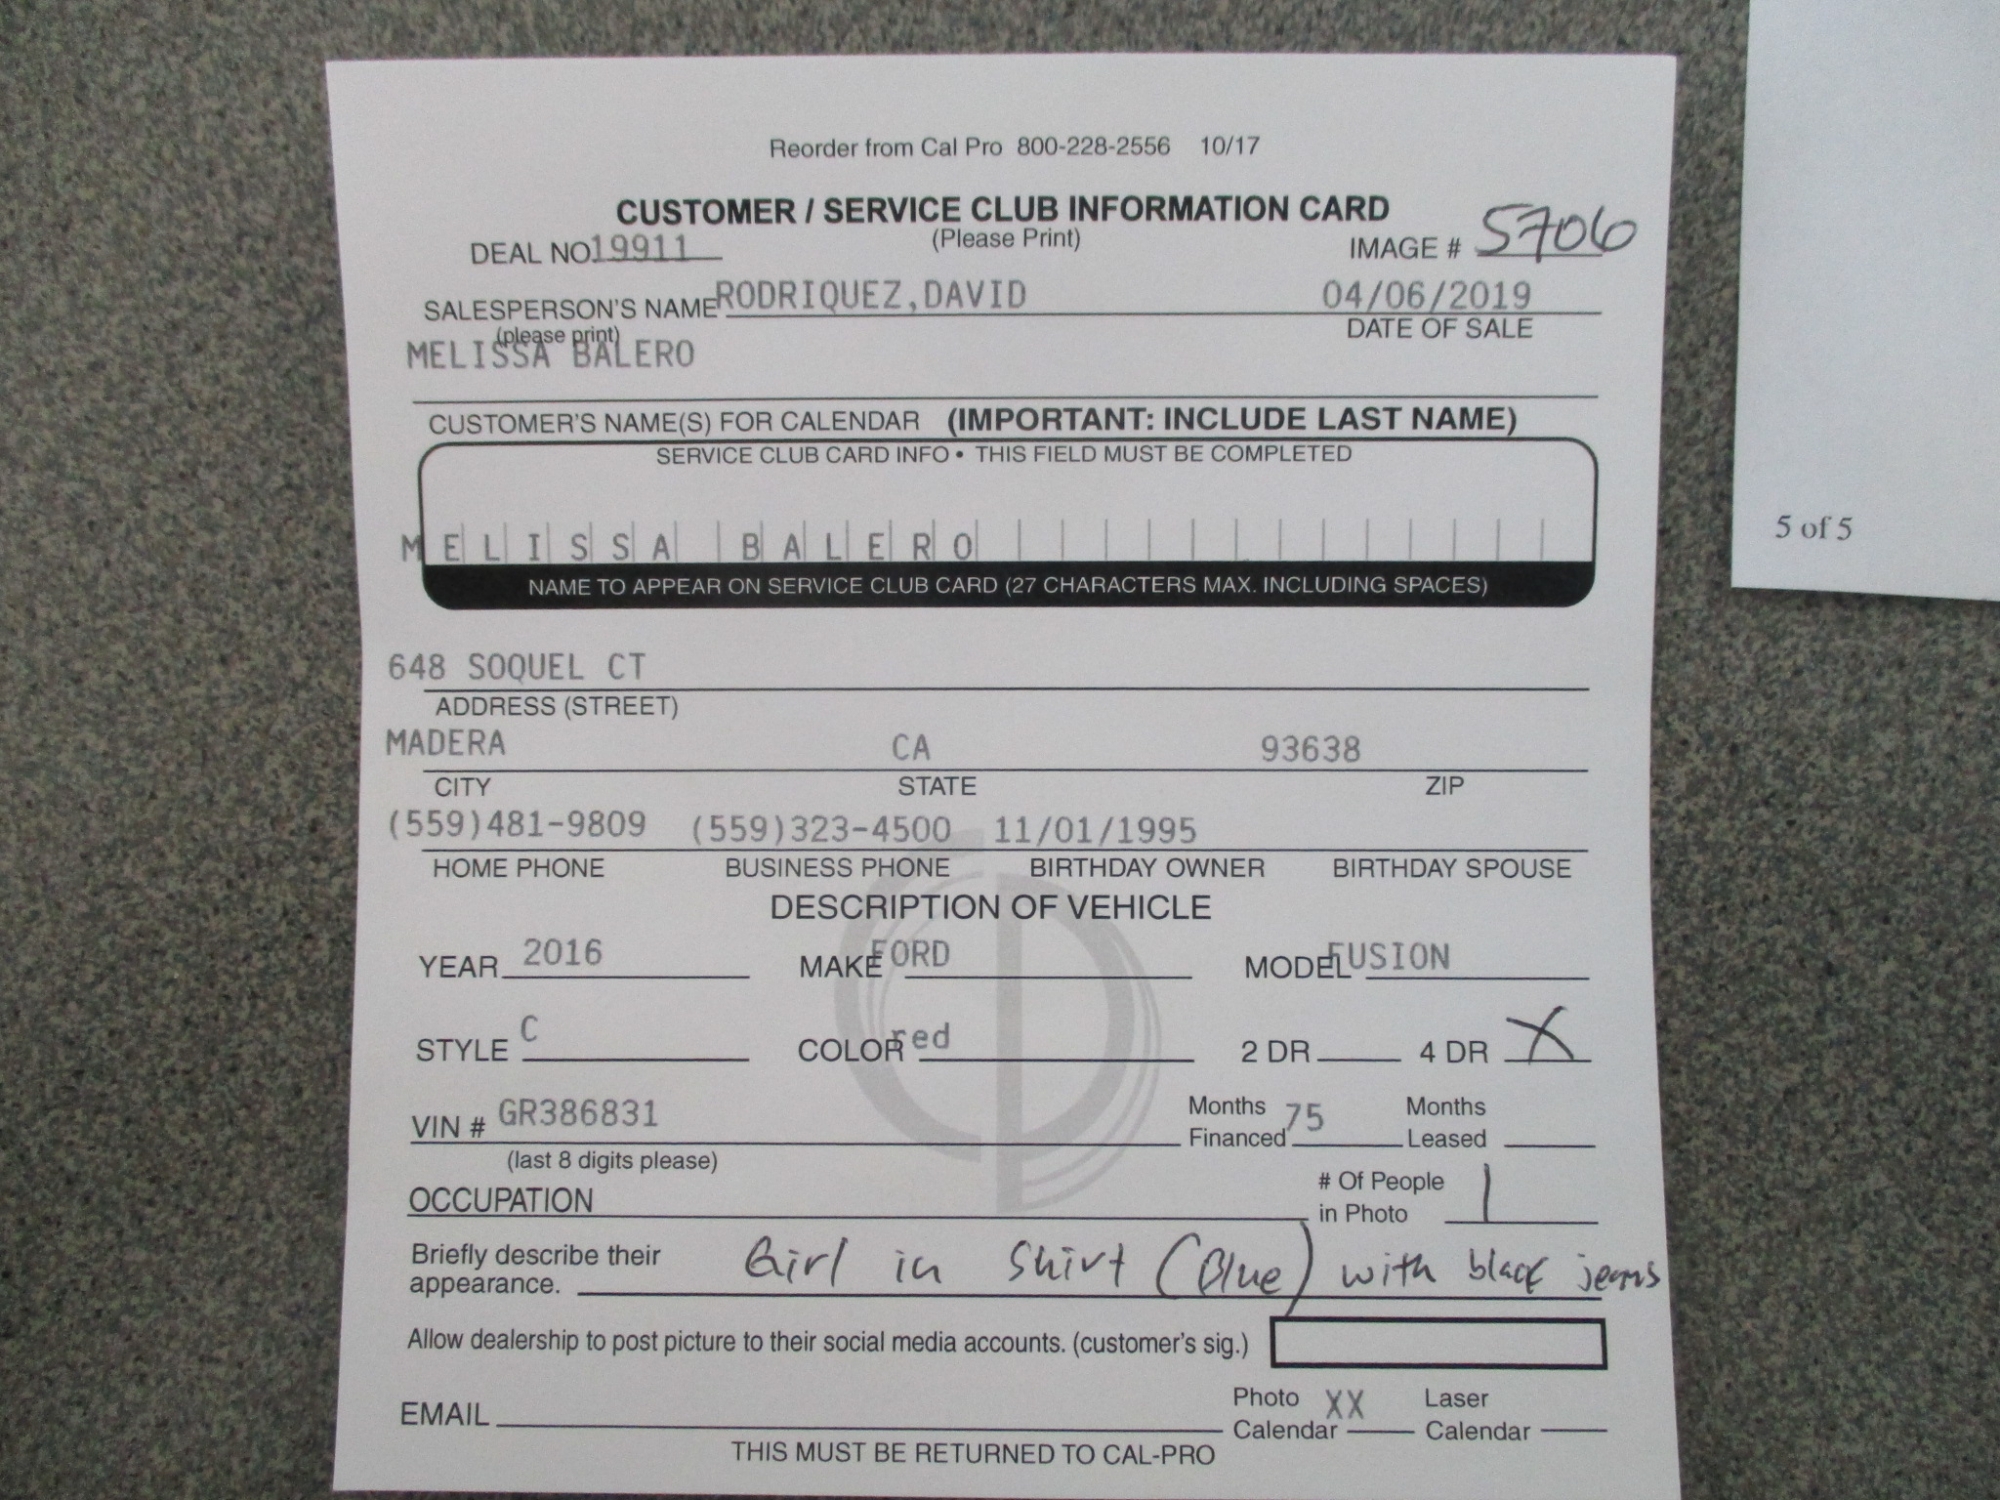 Reorder from Cal Pro 800-228-2556 10/17
CUSTOMER / SERVICE CLUB INFORMATION CARD
(Please Print)
DEAL NO 19911
IMAGE # 5706
SALESPERSON'S NAME RODRIQUEZ,DAVID 04/06/2019
(please print) DATE OF SALE
MELISSA BALERO
CUSTOMER'S NAME(S) FOR CALENDAR (IMPORTANT: INCLUDE LAST NAME)
SERVICE CLUB CARD INFO • THIS FIELD MUST BE COMPLETED
MELISSA BALERO
NAME TO APPEAR ON SERVICE CLUB CARD (27 CHARACTERS MAX. INCLUDING SPACES)
648 SOQUEL CT
ADDRESS (STREET)
MADERA CA 93638
CITY STATE ZIP
(559)481-9809 (559)323-4500 11/01/1995
HOME PHONE BUSINESS PHONE BIRTHDAY OWNER BIRTHDAY SPOUSE
DESCRIPTION OF VEHICLE
YEAR 2016 MAKE FORD MODEL FUSION
STYLE C COLOR red 2 DR 4 DR X
VIN # GR386831 Months Financed 75 Months Leased
(last 8 digits please)
OCCUPATION # Of People in Photo 1
Briefly describe their appearance. Girl in Shirt (Blue) with black jeans
Allow dealership to post picture to their social media accounts. (customer's sig.)
EMAIL Photo Calendar XX Laser Calendar
THIS MUST BE RETURNED TO CAL-PRO
5 of 5